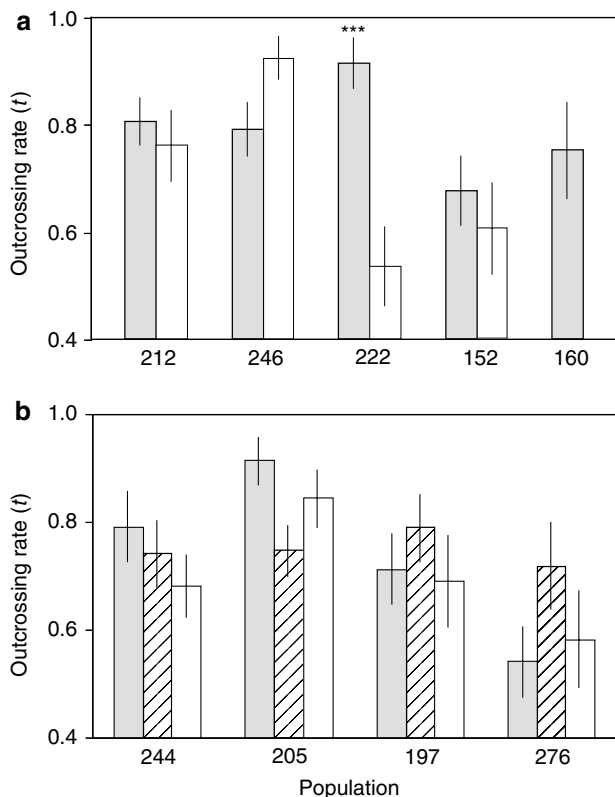 a
Outcrossing rate (t)
1.0
0.8
0.6
0.4
***
212 246 222 152 160
b
Outcrossing rate (t)
1.0
0.8
0.6
0.4
244 205 197 276
Population